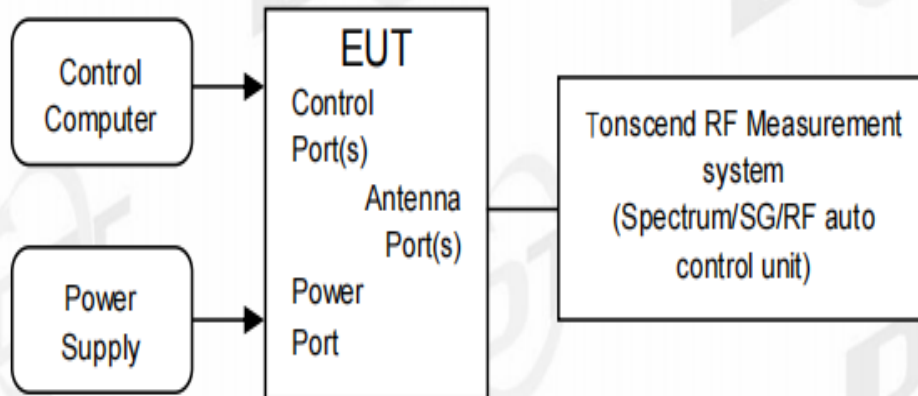 Control
Computer
Power
Supply
EUT
Control
Port(s)
Antenna
Port(s)
Power
Port
Tonscend RF Measurement
system
(Spectrum/SG/RF auto
control unit)